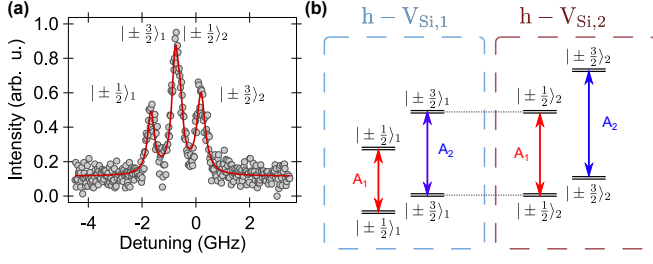 (a)
1.0
0.8
0.6
0.4
0.2
0.0
Intensity (arb. u.)
-4
-2
0
2
Detuning (GHz)
|± 3/2⟩₁ |± 1/2⟩₂
|± 1/2⟩₁
|± 3/2⟩₂
(b)
h − V_Si,1
h − V_Si,2
|± 1/2⟩₁
A₁
|± 1/2⟩₁
|± 3/2⟩₁
A₂
|± 3/2⟩₁
|± 1/2⟩₂
A₁
|± 1/2⟩₂
|± 3/2⟩₂
A₂
|± 3/2⟩₂